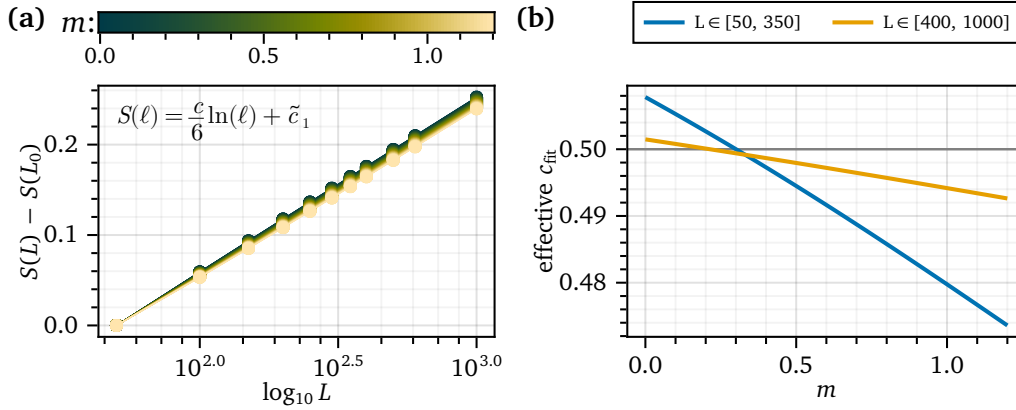 (a)
m:
0.0 0.5 1.0
S(ℓ) = c/6 ln(ℓ) + c̃₁
S(L) − S(L₀)
0.2
0.1
0.0
10^2.0 10^2.5 10^3.0
log₁₀ L
(b)
L ∈ [50, 350] L ∈ [400, 1000]
effective c_fit
0.50
0.49
0.48
0.0 0.5 1.0
m